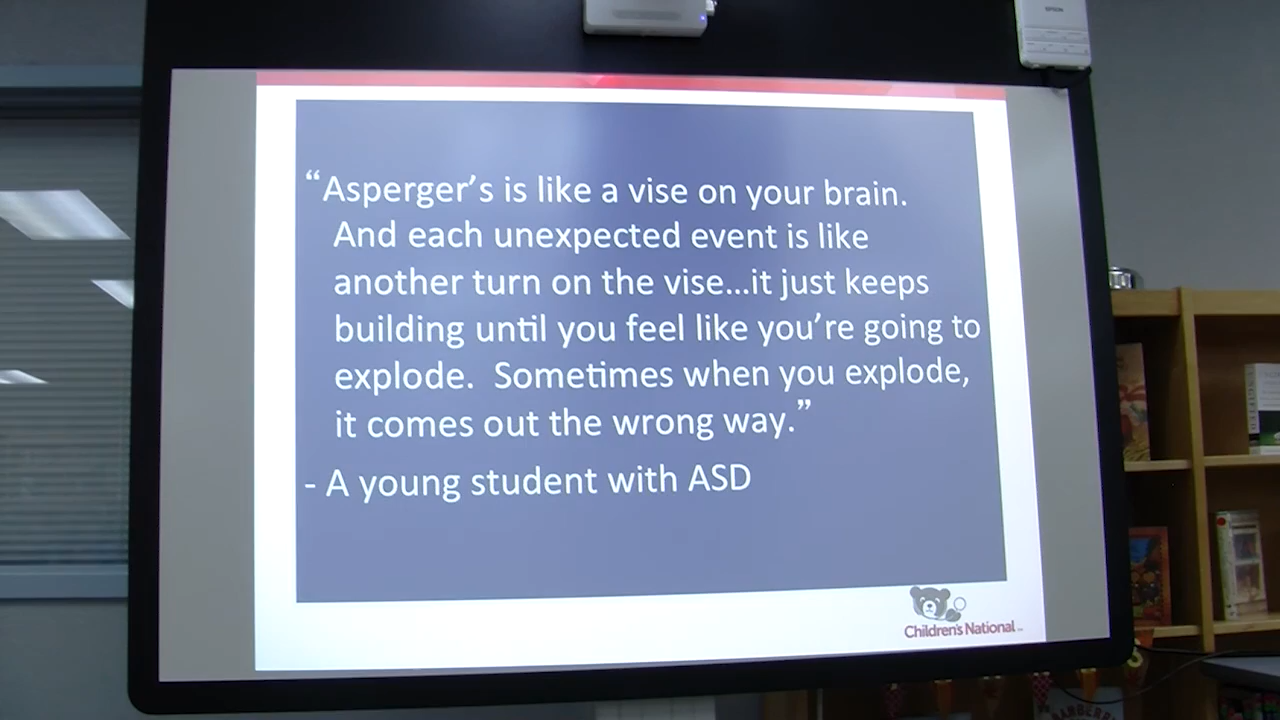 EPSON
“Asperger’s is like a vise on your brain.
And each unexpected event is like
another turn on the vise...it just keeps
building until you feel like you’re going to
explode.  Sometimes when you explode,
it comes out the wrong way.”
- A young student with ASD
Children's National